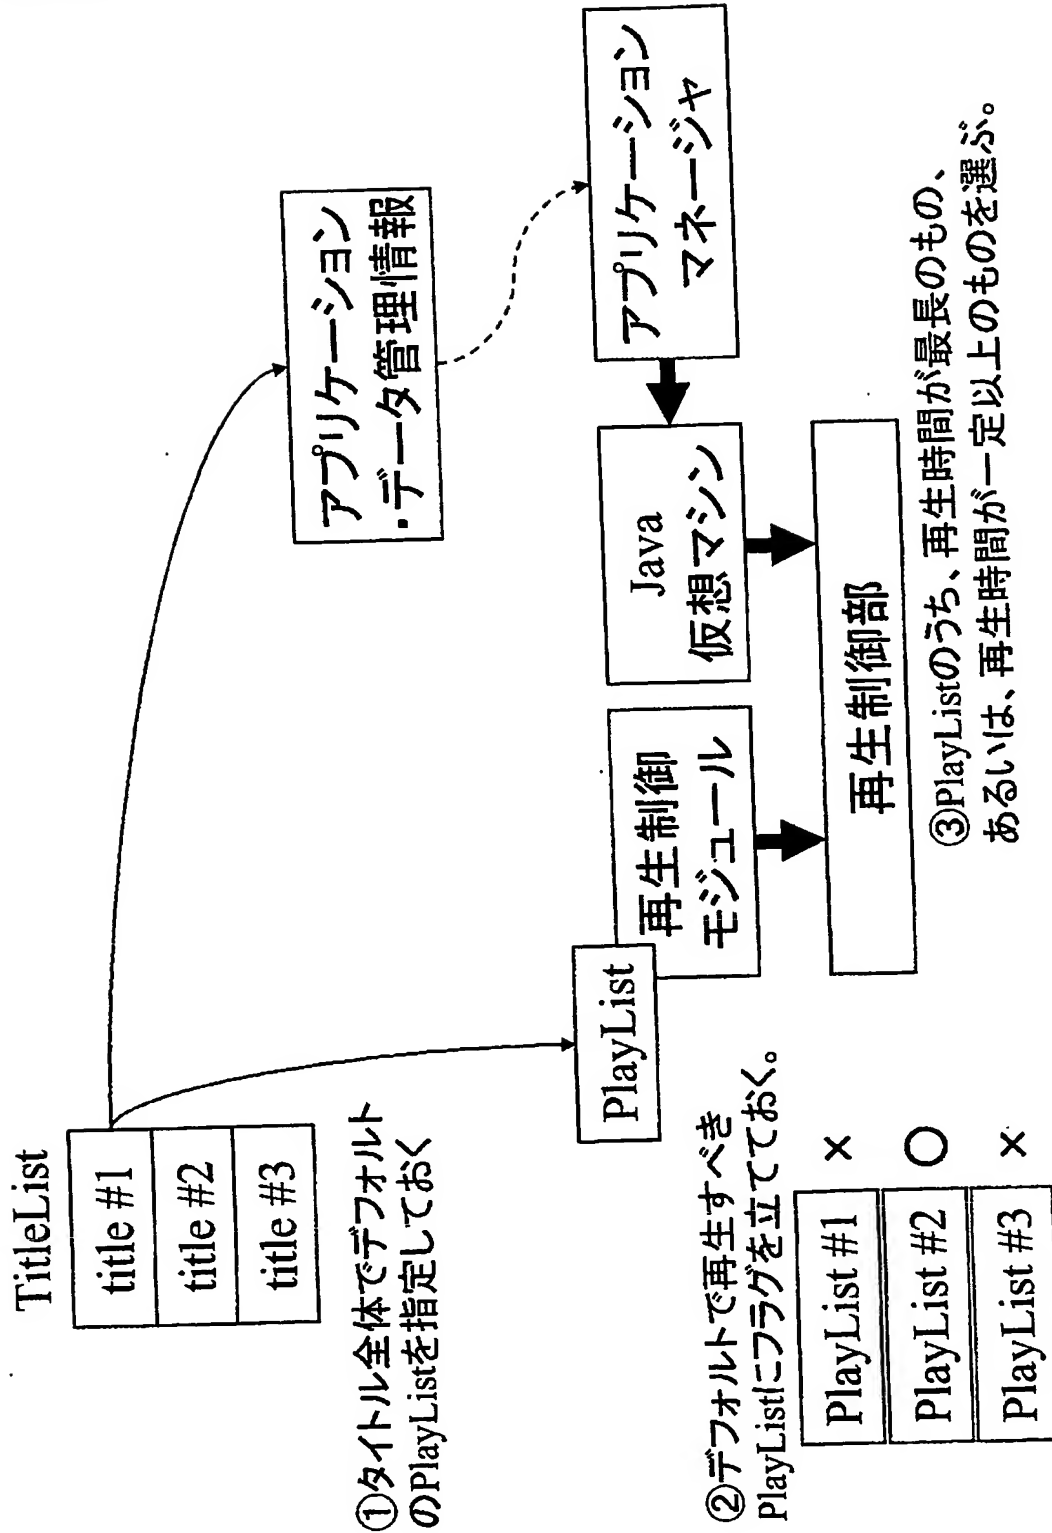 TitleList
title #1
title #2
title #3
①タイトル全体でデフォルト
のPlayListを指定しておく
アプリケーション
・データ管理情報
アプリケーション
マネージャ
Java
仮想マシン
PlayList
再生制御
モジュール
再生制御部
②デフォルトで再生すべき
PlayListにフラグを立てておく。
PlayList #1 ×
PlayList #2 ○
PlayList #3 ×
③PlayListのうち、再生時間が最長のもの、
あるいは、再生時間が一定以上のものを選ぶ。